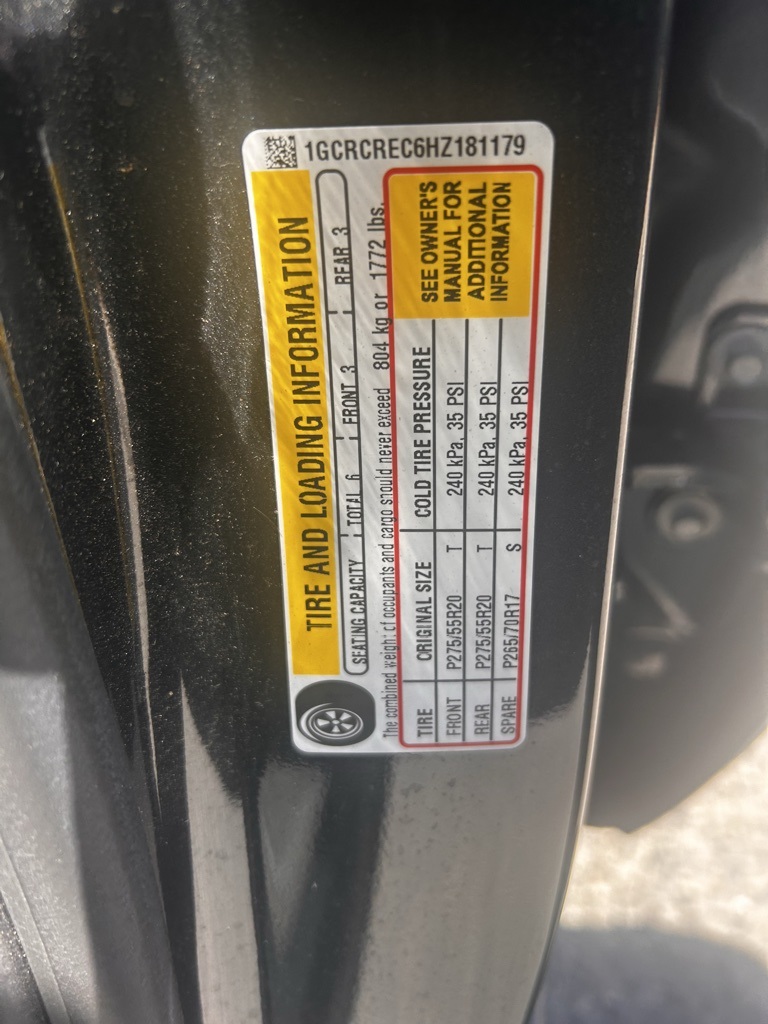 1GCRCREC6HZ181179
TIRE AND LOADING INFORMATION
SEATING CAPACITY TOTAL 6 FRONT 3 REAR 3
The combined weight of occupants and cargo should never exceed 804 kg or 1772 lbs.
TIRE ORIGINAL SIZE COLD TIRE PRESSURE
FRONT P275/55R20 T 240 kPa, 35 PSI
REAR P275/55R20 T 240 kPa, 35 PSI
SPARE P265/70R17 S 240 kPa, 35 PSI
SEE OWNER'S
MANUAL FOR
ADDITIONAL
INFORMATION